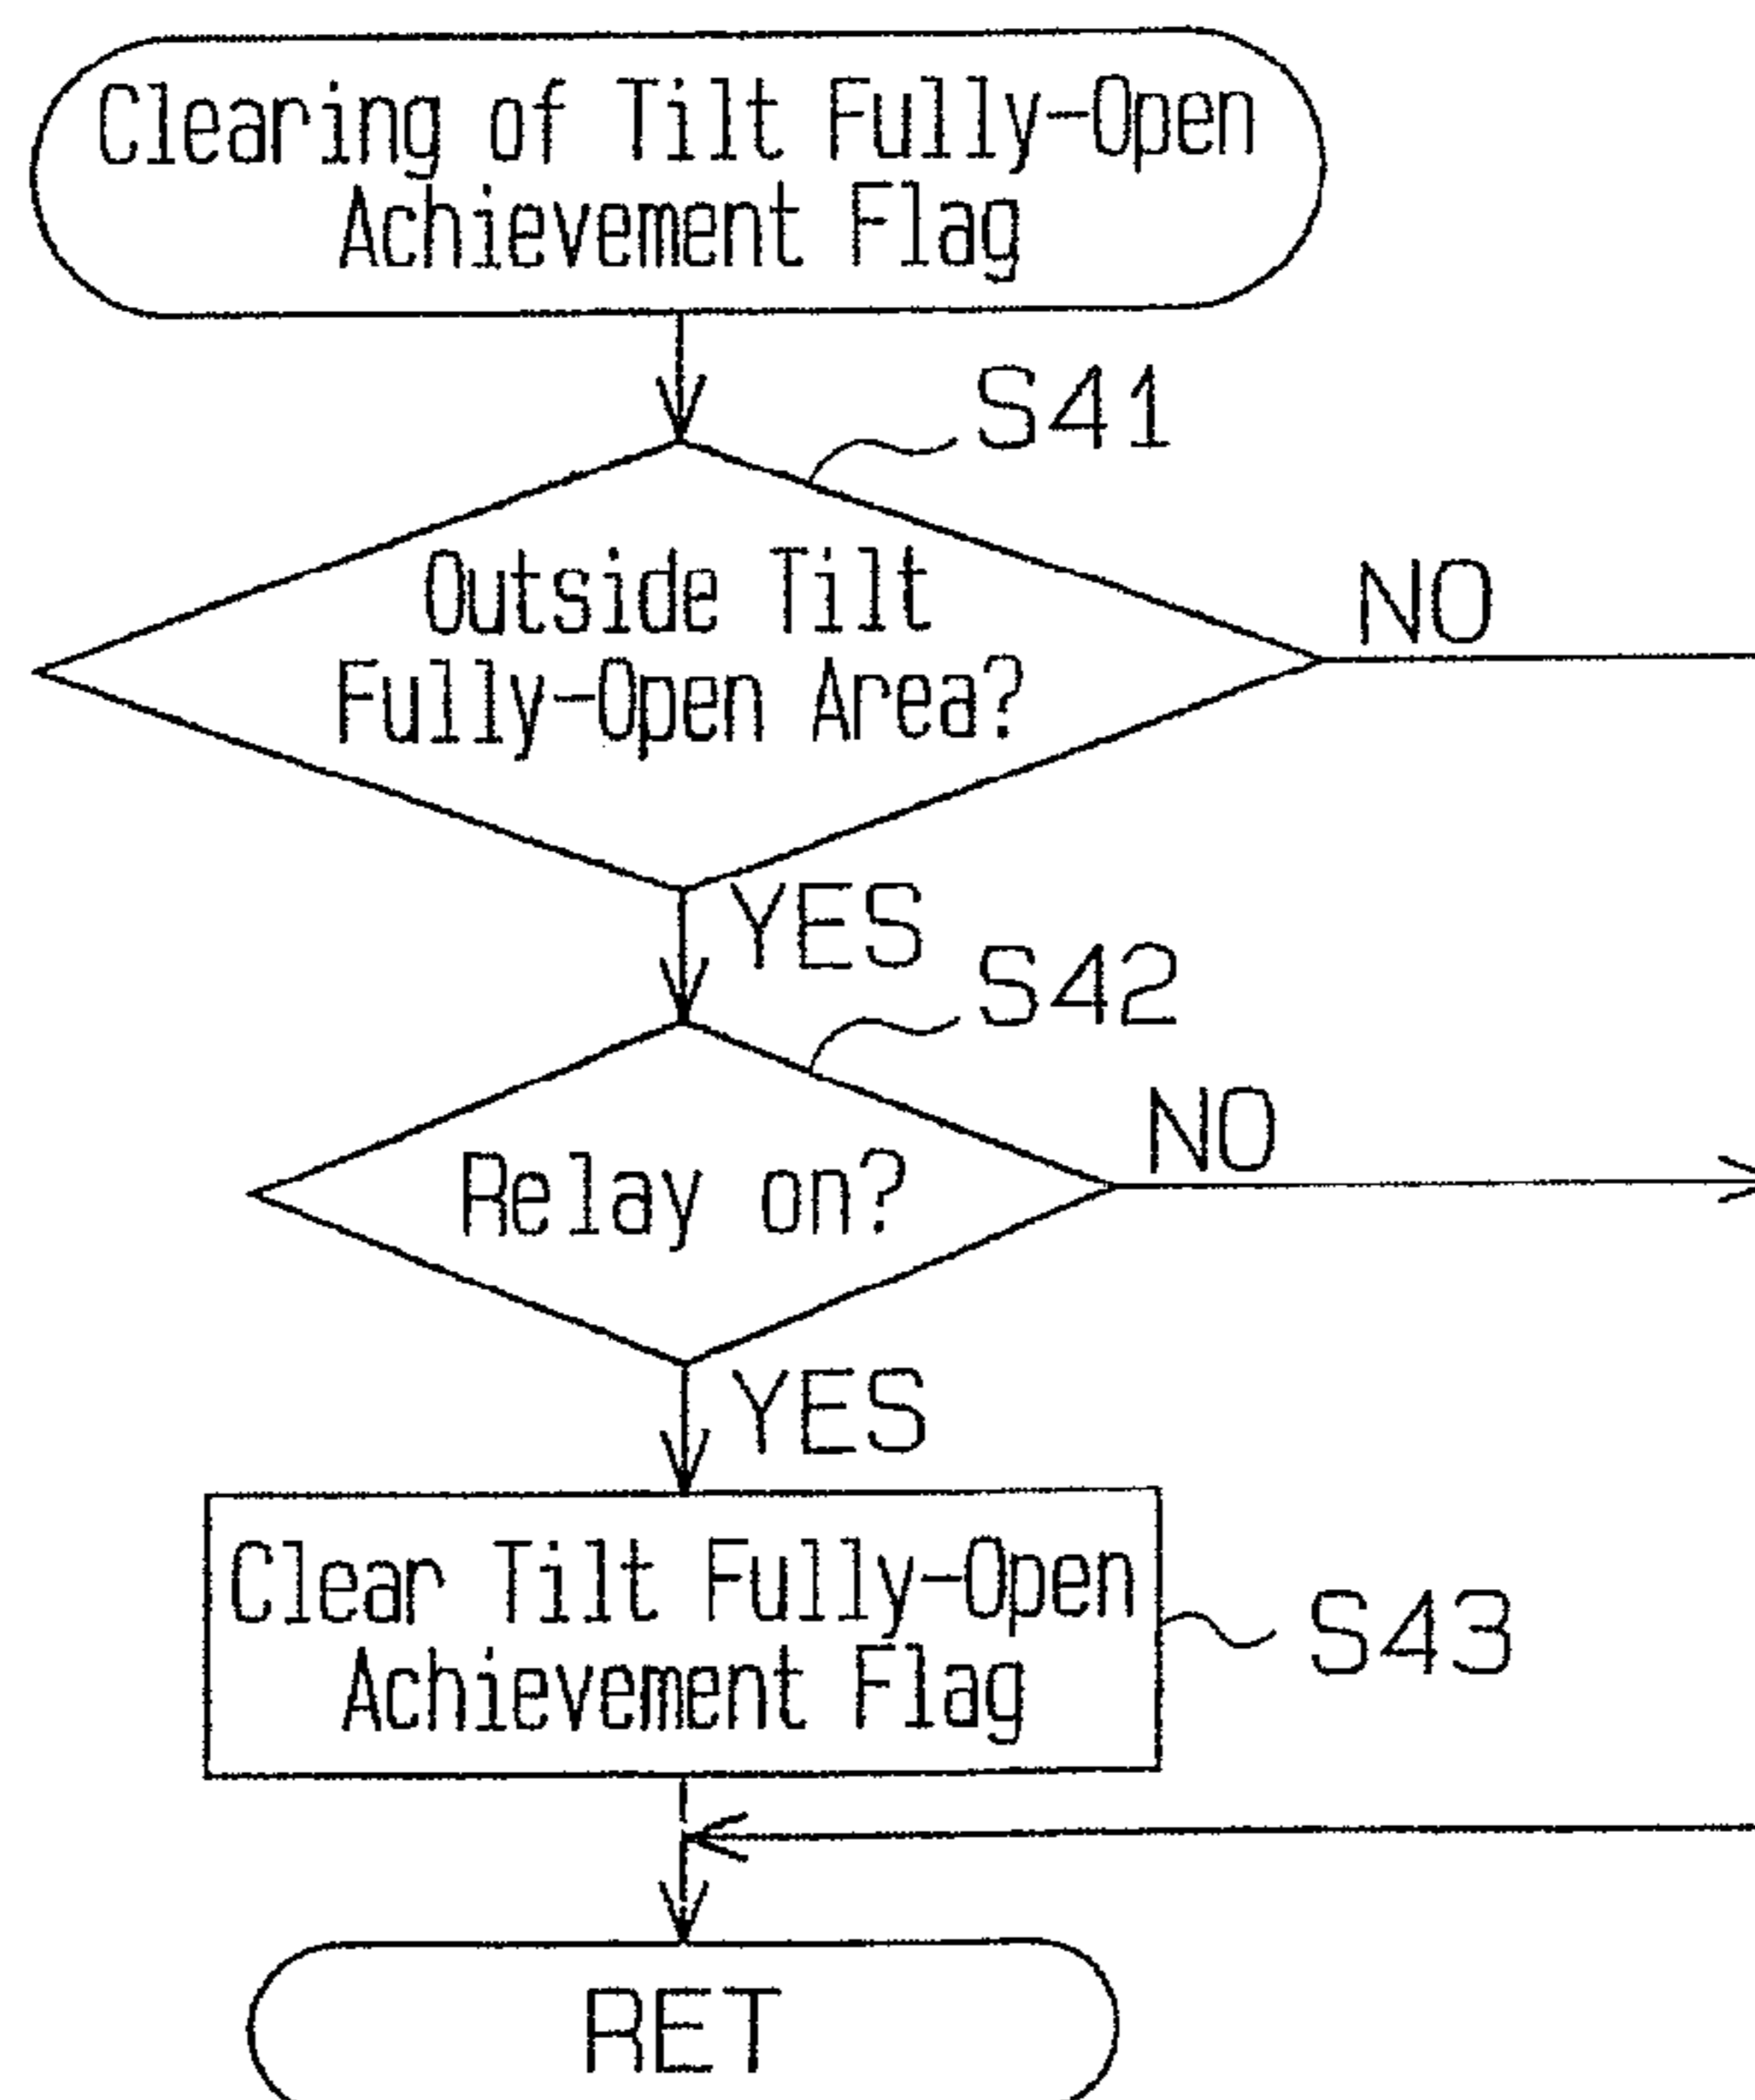 Clearing of Tilt Fully-Open
Achievement Flag
S41
Outside Tilt
Fully-Open Area?
NO
YES
S42
Relay on?
NO
YES
Clear Tilt Fully-Open
Achievement Flag
S43
RET